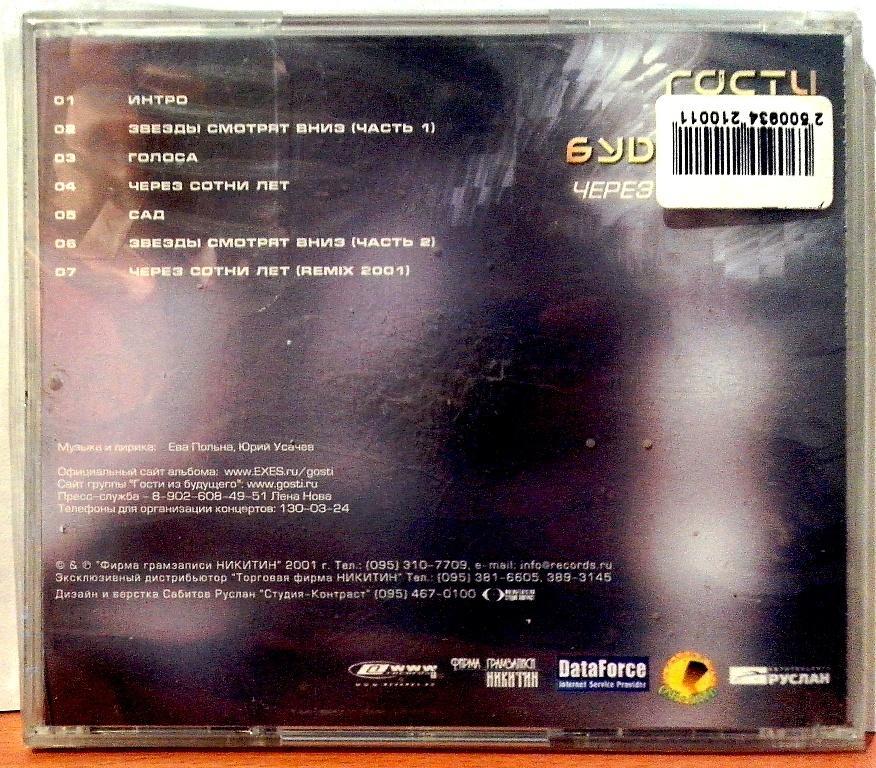 01 ИНТРО
02 ЗВЕЗДЫ СМОТРЯТ ВНИЗ (ЧАСТЬ 1)
03 ГОЛОСА
04 ЧЕРЕЗ СОТНИ ЛЕТ
05 САД
06 ЗВЕЗДЫ СМОТРЯТ ВНИЗ (ЧАСТЬ 2)
07 ЧЕРЕЗ СОТНИ ЛЕТ (REMIX 2001)
ГОСТИ
ЧЕРЕЗ
2 500934 210011
Музыка и лирика: Ева Польна, Юрий Усачев
Официальный сайт альбома: www.EXES.ru/gosti
Сайт группы "Гости из будущего": www.gosti.ru
Пресс-служба - 8-902-608-49-51 Лена Нова
Телефоны для организации концертов: 130-03-24
© & ℗ "Фирма грамзаписи НИКИТИН" 2001 г. Тел.: (095) 310-7709, e-mail: info@records.ru
Эксклюзивный дистрибьютор "Торговая фирма НИКИТИН" Тел.: (095) 381-6605, 389-3145
Дизайн и верстка Сабитов Руслан "Студия-Контраст" (095) 467-0100
www
ФИРМА ГРАМЗАПИСИ
НИКИТИН
DataForce
Internet Service Provider
РУСЛАН